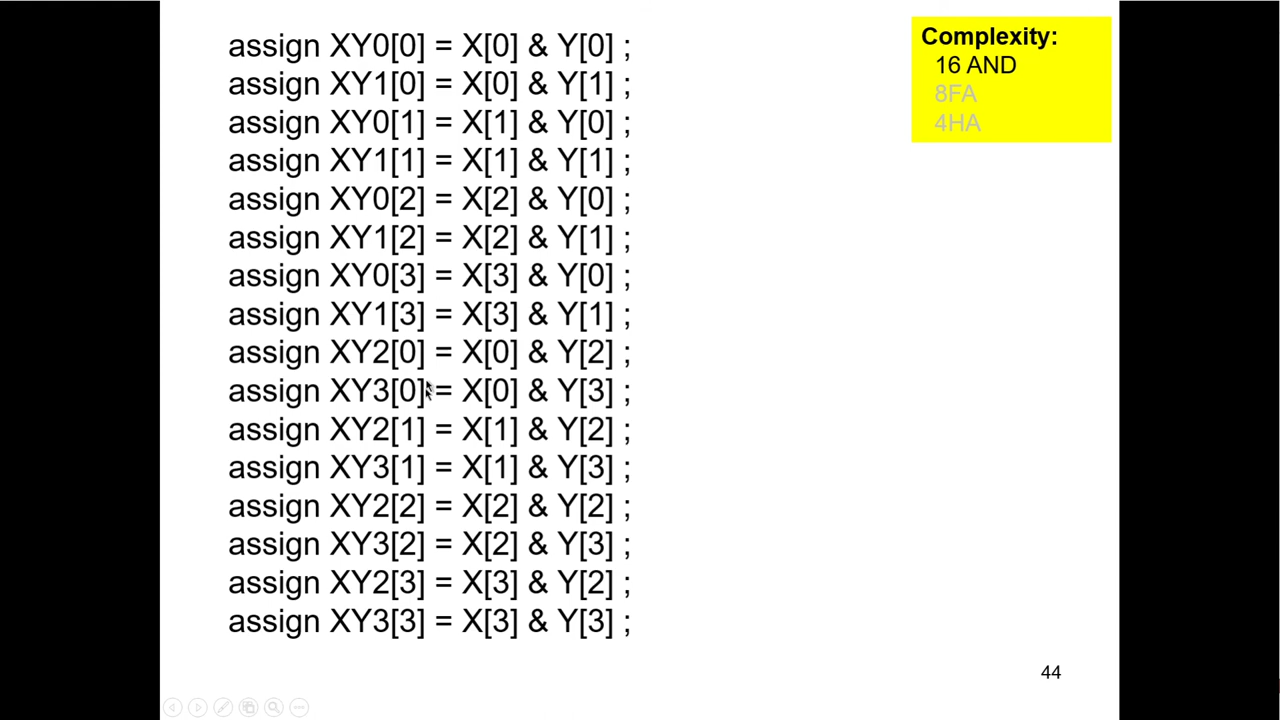 assign XY0[0] = X[0] & Y[0] ;
assign XY1[0] = X[0] & Y[1] ;
assign XY0[1] = X[1] & Y[0] ;
assign XY1[1] = X[1] & Y[1] ;
assign XY0[2] = X[2] & Y[0] ;
assign XY1[2] = X[2] & Y[1] ;
assign XY0[3] = X[3] & Y[0] ;
assign XY1[3] = X[3] & Y[1] ;
assign XY2[0] = X[0] & Y[2] ;
assign XY3[0] = X[0] & Y[3] ;
assign XY2[1] = X[1] & Y[2] ;
assign XY3[1] = X[1] & Y[3] ;
assign XY2[2] = X[2] & Y[2] ;
assign XY3[2] = X[2] & Y[3] ;
assign XY2[3] = X[3] & Y[2] ;
assign XY3[3] = X[3] & Y[3] ;
Complexity:
16 AND
8FA
4HA
44